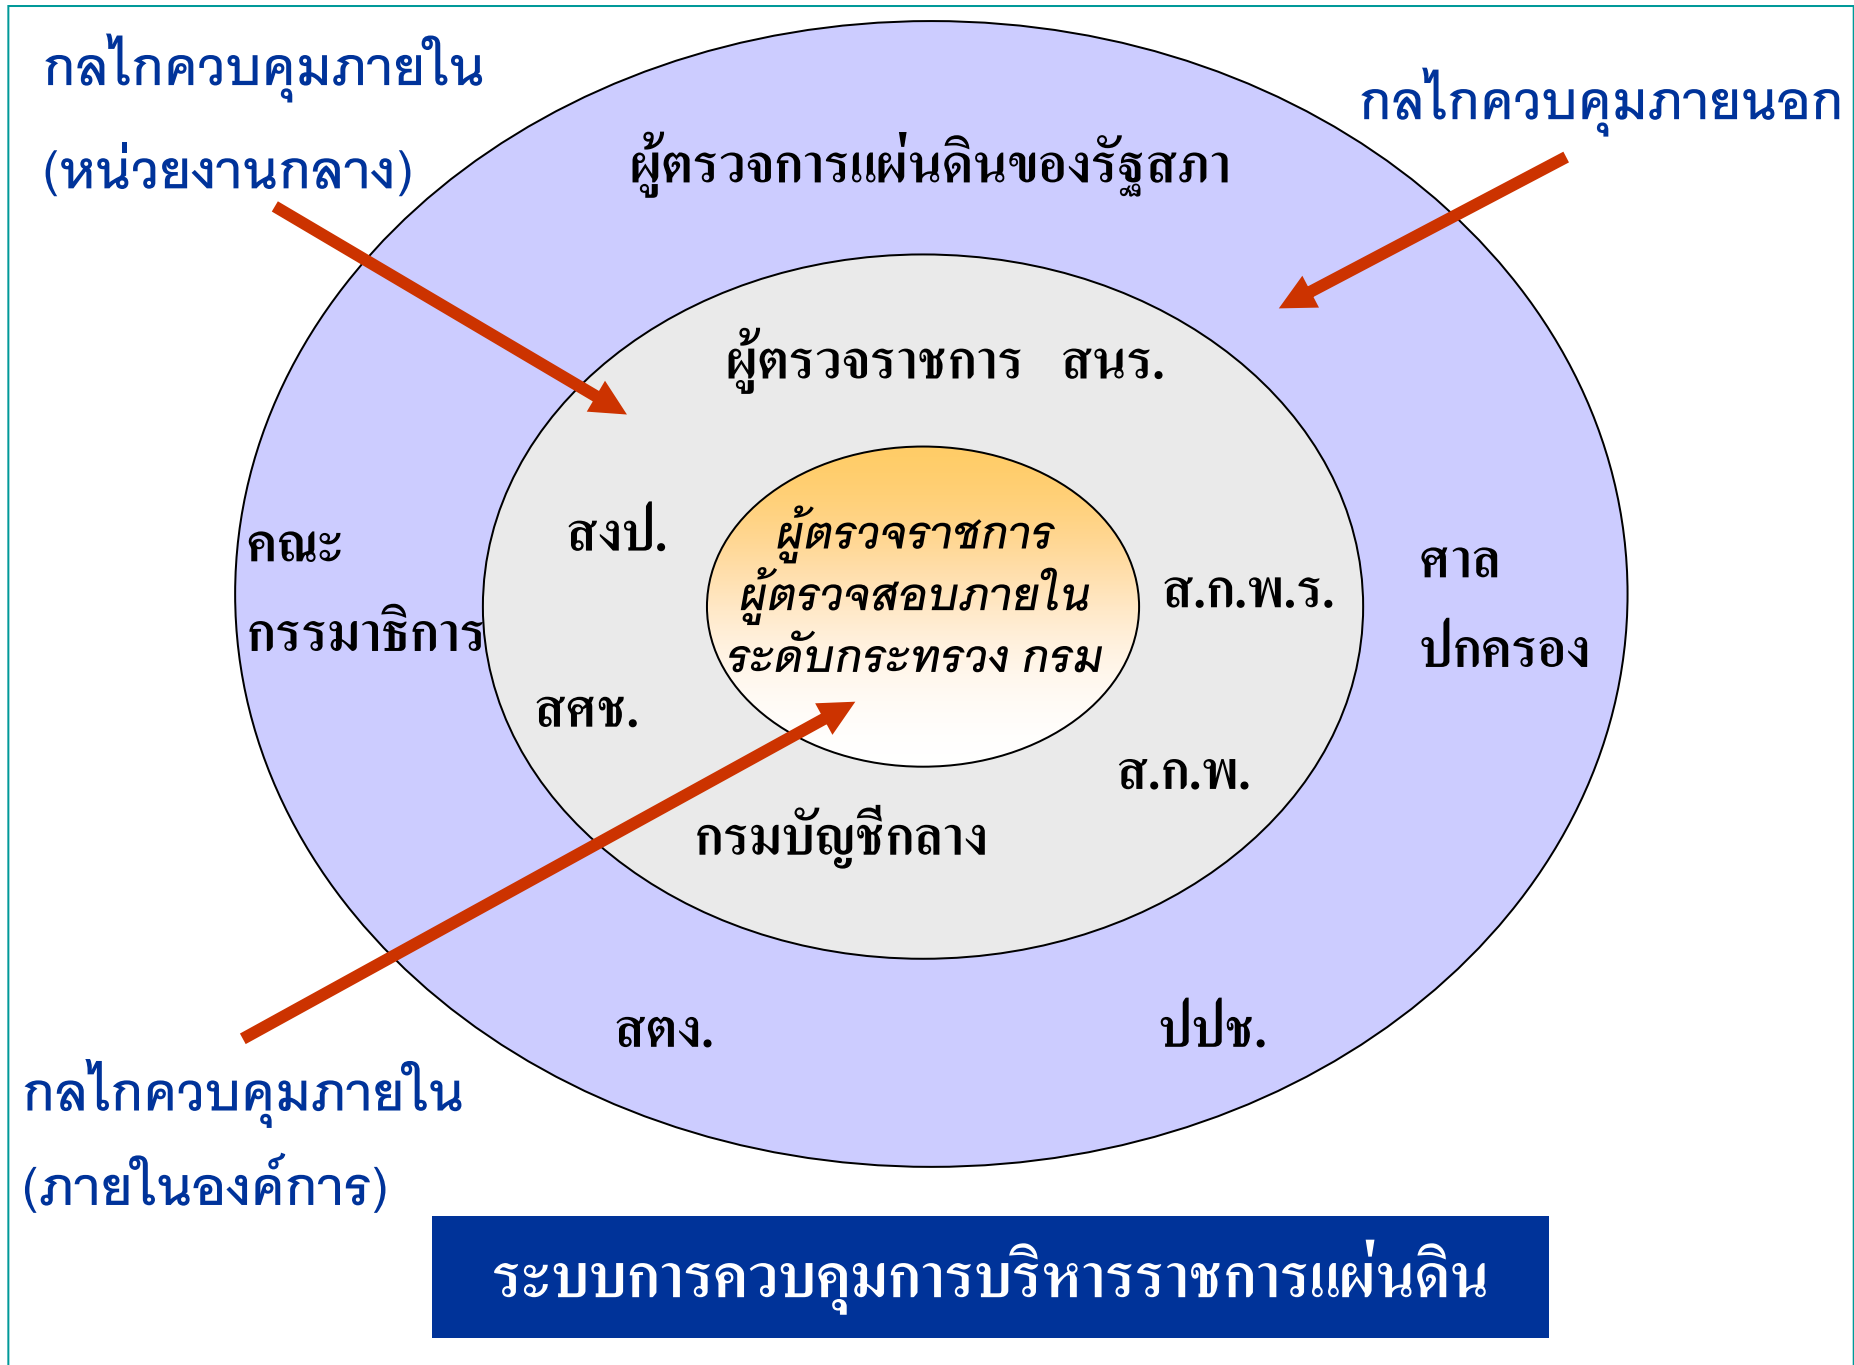 กลไกควบคุมภายใน
(หน่วยงานกลาง)
กลไกควบคุมภายนอก
ผู้ตรวจการแผ่นดินของรัฐสภา
ผู้ตรวจราชการ สนร.
สงป.
ผู้ตรวจราชการ
ผู้ตรวจสอบภายใน
ระดับกระทรวง กรม
ส.ก.พ.ร.
คณะ
กรรมาธิการ
ศาล
ปกครอง
สศช.
ส.ก.พ.
กรมบัญชีกลาง
สตง.
ปปช.
กลไกควบคุมภายใน
(ภายในองค์การ)
ระบบการควบคุมการบริหารราชการแผ่นดิน